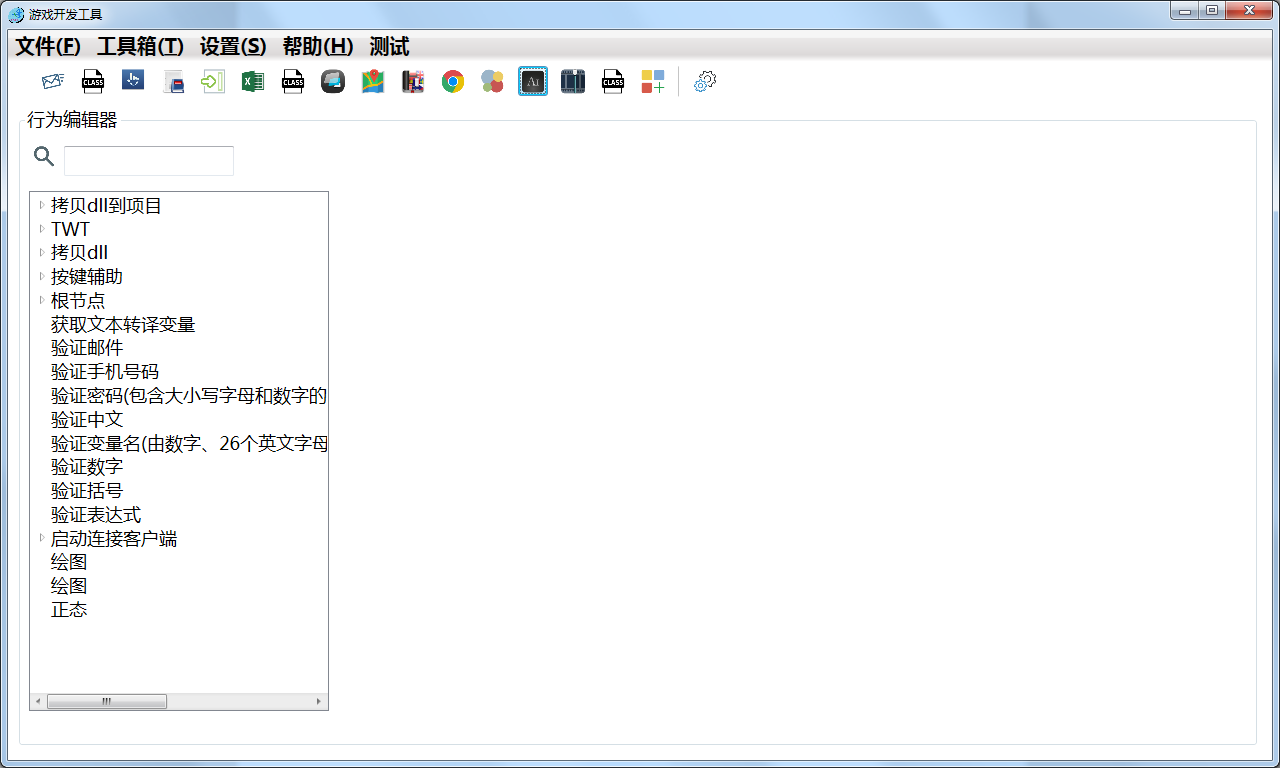 游戏开发工具
文件(F) 工具箱(T) 设置(S) 帮助(H) 测试
CLASS CLASS Ai CLASS
行为编辑器
拷贝dll到项目
TWT
拷贝dll
按键辅助
根节点
获取文本转译变量
验证邮件
验证手机号码
验证密码(包含大小写字母和数字的
验证中文
验证变量名(由数字、26个英文字母
验证数字
验证括号
验证表达式
启动连接客户端
绘图
绘图
正态